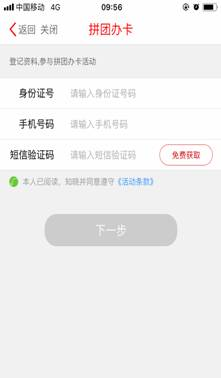 中国移动 4G 09:56
返回 关闭 拼团办卡
登记资料,参与拼团办卡活动
身份证号 请输入身份证号码
手机号码 请输入手机号码
短信验证码 请输入短信验证码 免费获取
本人已阅读、知晓并同意遵守《活动条款》
下一步